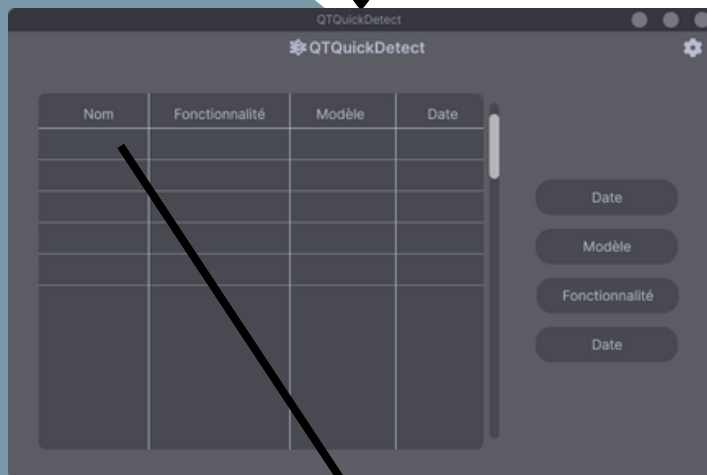 QTQuickDetect
QTQuickDetect
Nom Fonctionnalité Modèle Date
Date
Modèle
Fonctionnalité
Date